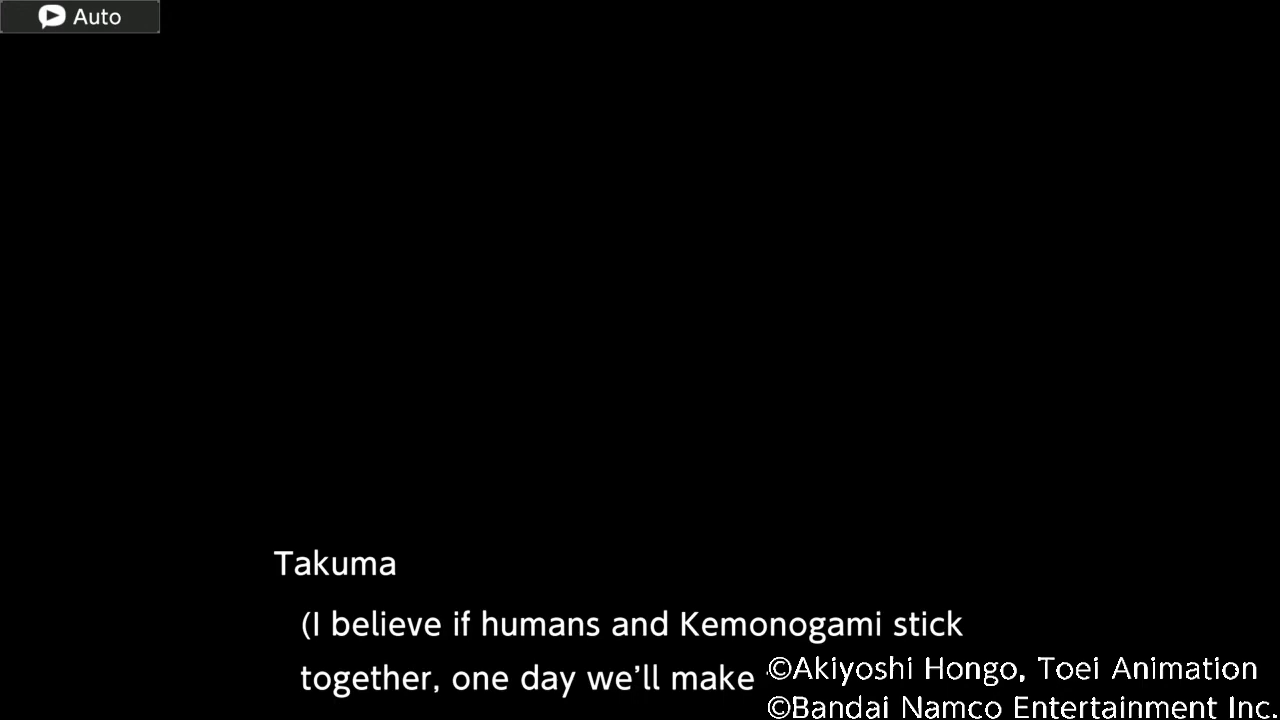 Auto
Takuma
(I believe if humans and Kemonogami stick
together, one day we'll make
©Akiyoshi Hongo, Toei Animation
©Bandai Namco Entertainment Inc.